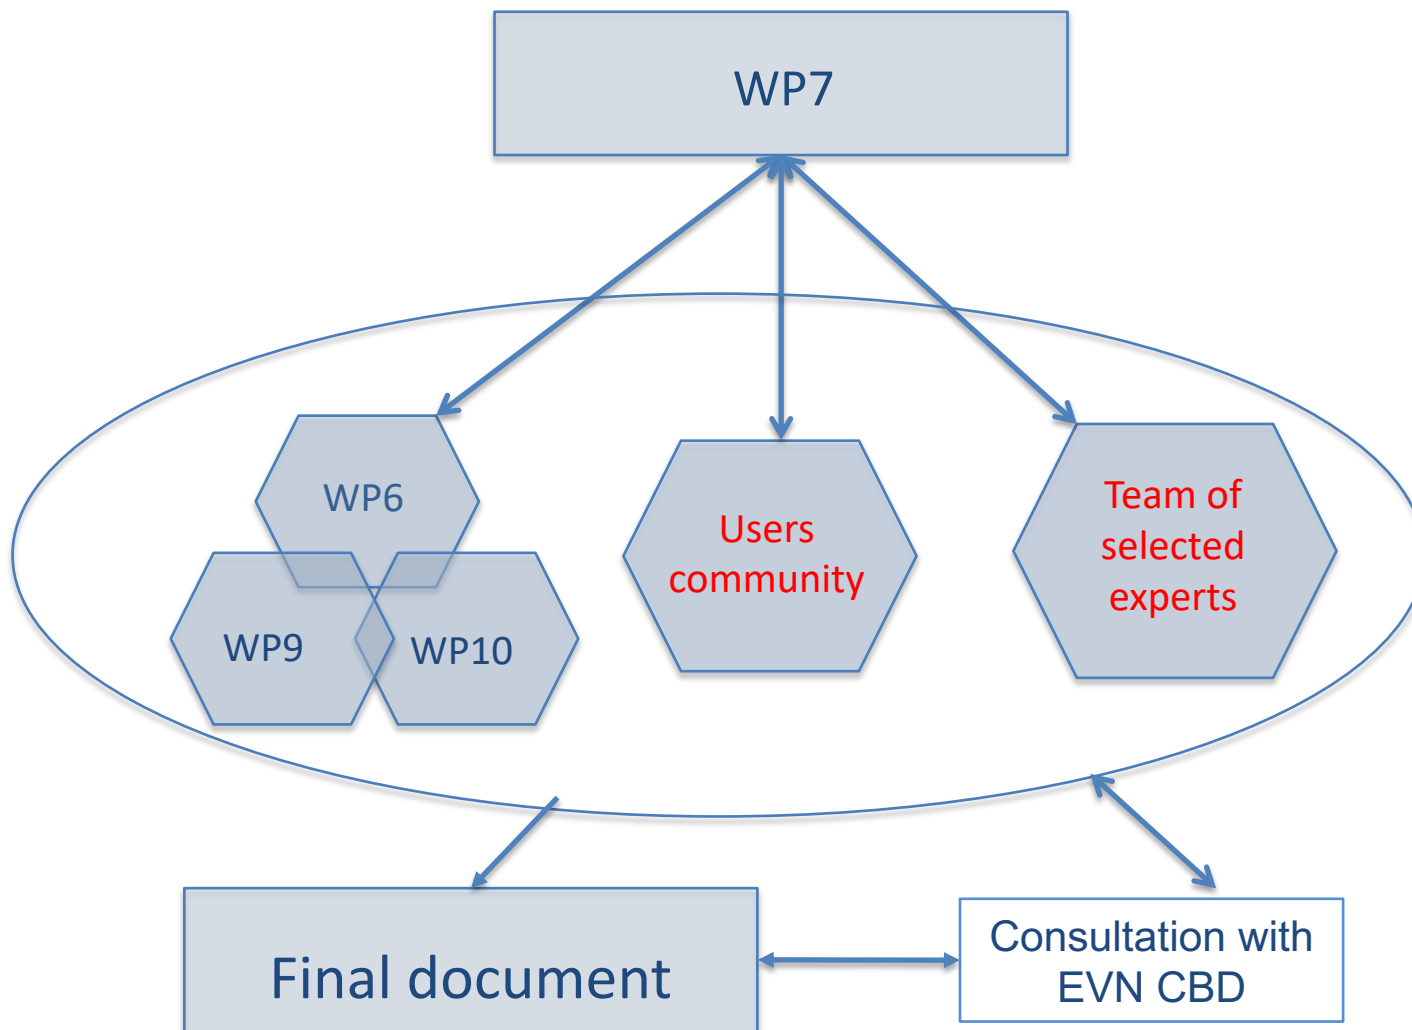 WP7
WP6
WP9
WP10
Users
community
Team of
selected
experts
Final document
Consultation with
EVN CBD